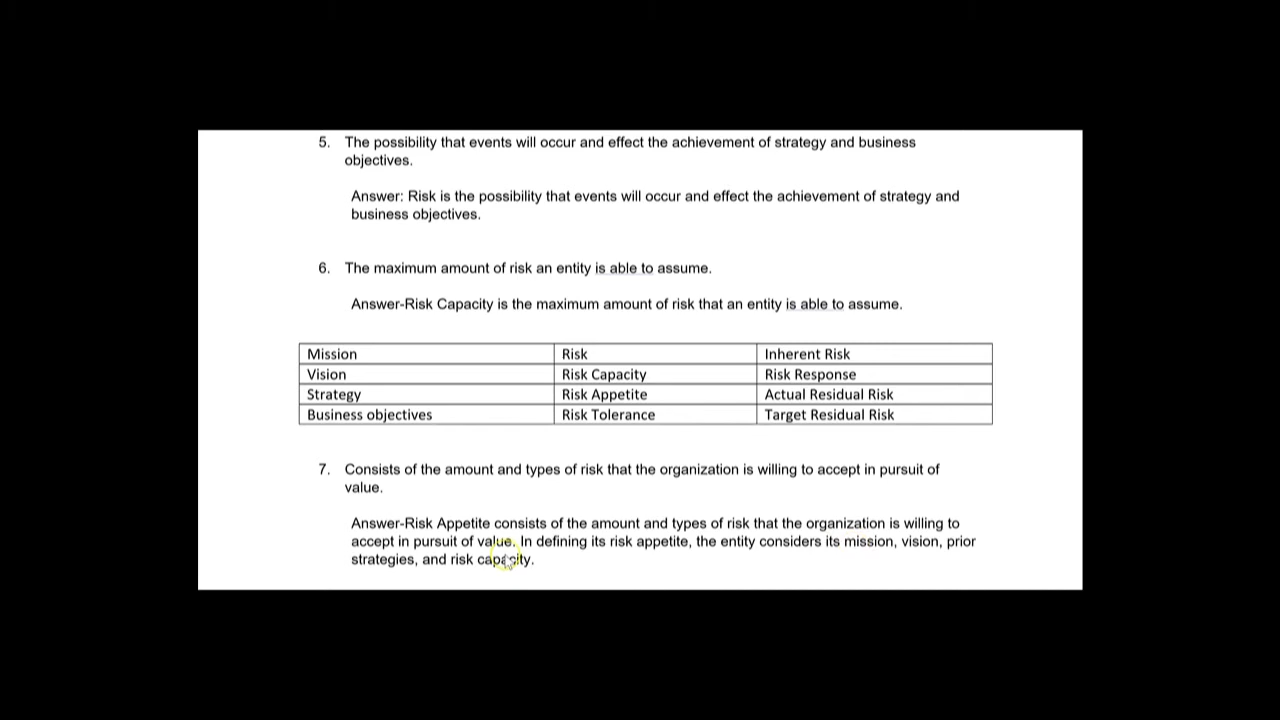 5. The possibility that events will occur and effect the achievement of strategy and business
objectives.
Answer: Risk is the possibility that events will occur and effect the achievement of strategy and
business objectives.
6. The maximum amount of risk an entity is able to assume.
Answer-Risk Capacity is the maximum amount of risk that an entity is able to assume.
Mission Risk Inherent Risk
Vision Risk Capacity Risk Response
Strategy Risk Appetite Actual Residual Risk
Business objectives Risk Tolerance Target Residual Risk
7. Consists of the amount and types of risk that the organization is willing to accept in pursuit of
value.
Answer-Risk Appetite consists of the amount and types of risk that the organization is willing to
accept in pursuit of value. In defining its risk appetite, the entity considers its mission, vision, prior
strategies, and risk capacity.